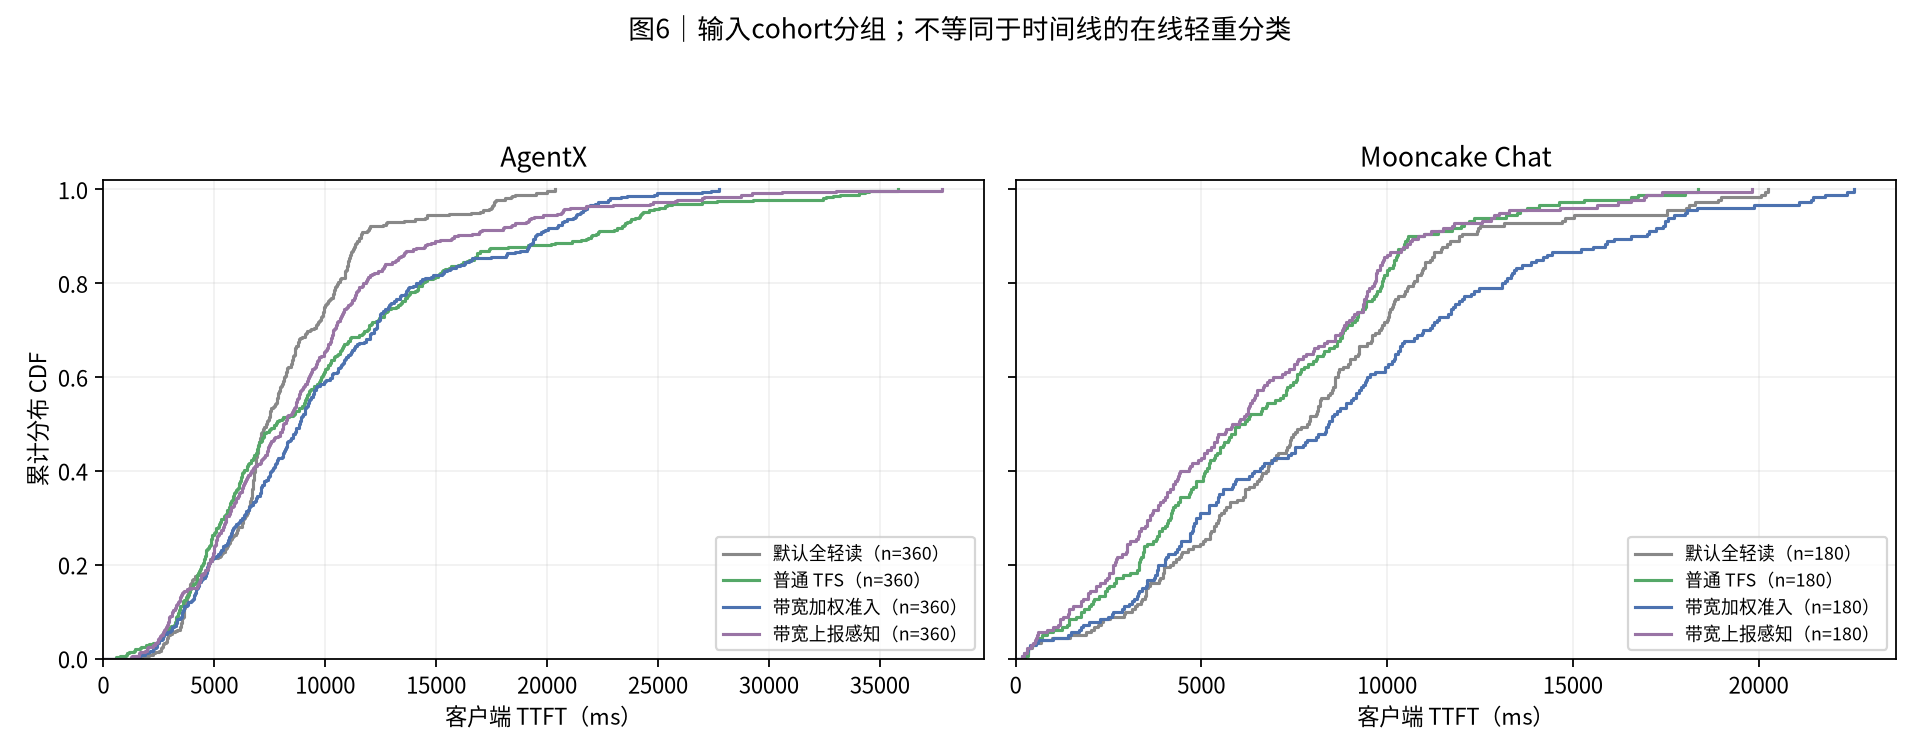 图6｜输入cohort分组；不等同于时间线的在线轻重分类
AgentX
累计分布 CDF
1.0
0.8
0.6
0.4
0.2
0.0
0
5000
10000
15000
20000
25000
30000
35000
客户端 TTFT（ms）
默认全轻读（n=360）
普通 TFS（n=360）
带宽加权准入（n=360）
带宽上报感知（n=360）
Mooncake Chat
0
5000
10000
15000
20000
客户端 TTFT（ms）
默认全轻读（n=180）
普通 TFS（n=180）
带宽加权准入（n=180）
带宽上报感知（n=180）